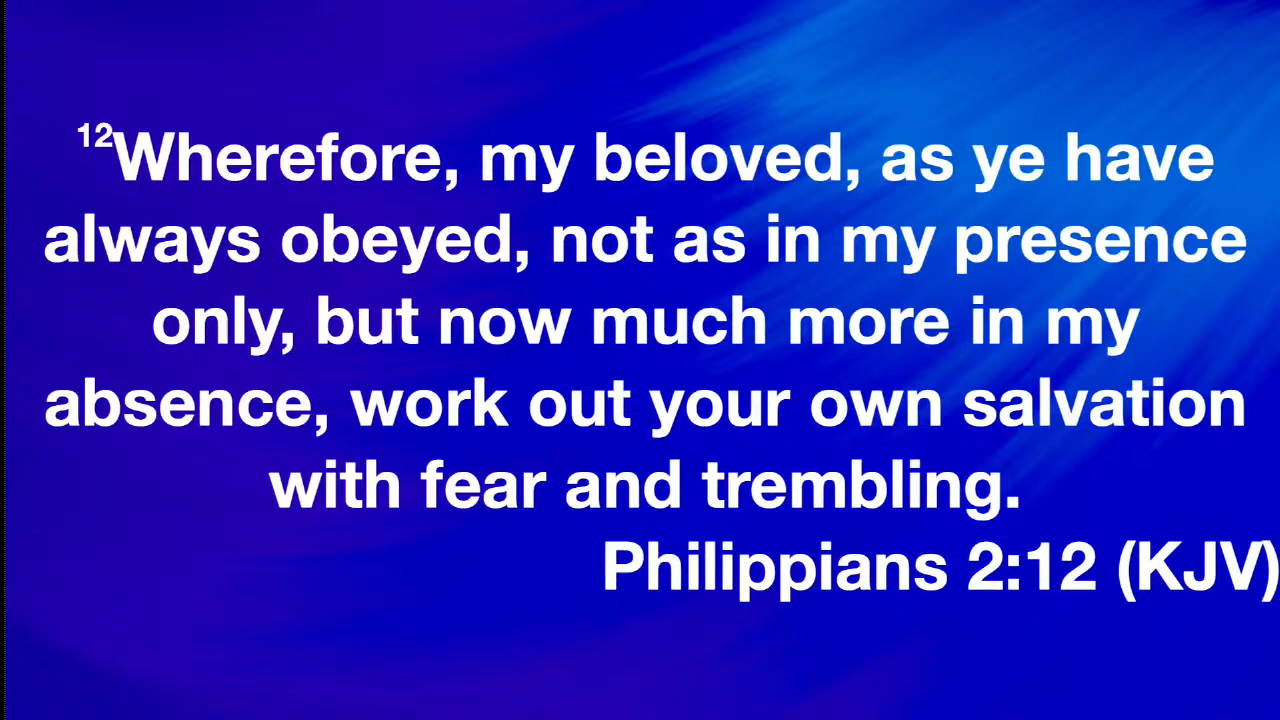 12Wherefore, my beloved, as ye have
always obeyed, not as in my presence
only, but now much more in my
absence, work out your own salvation
with fear and trembling.
Philippians 2:12 (KJV)